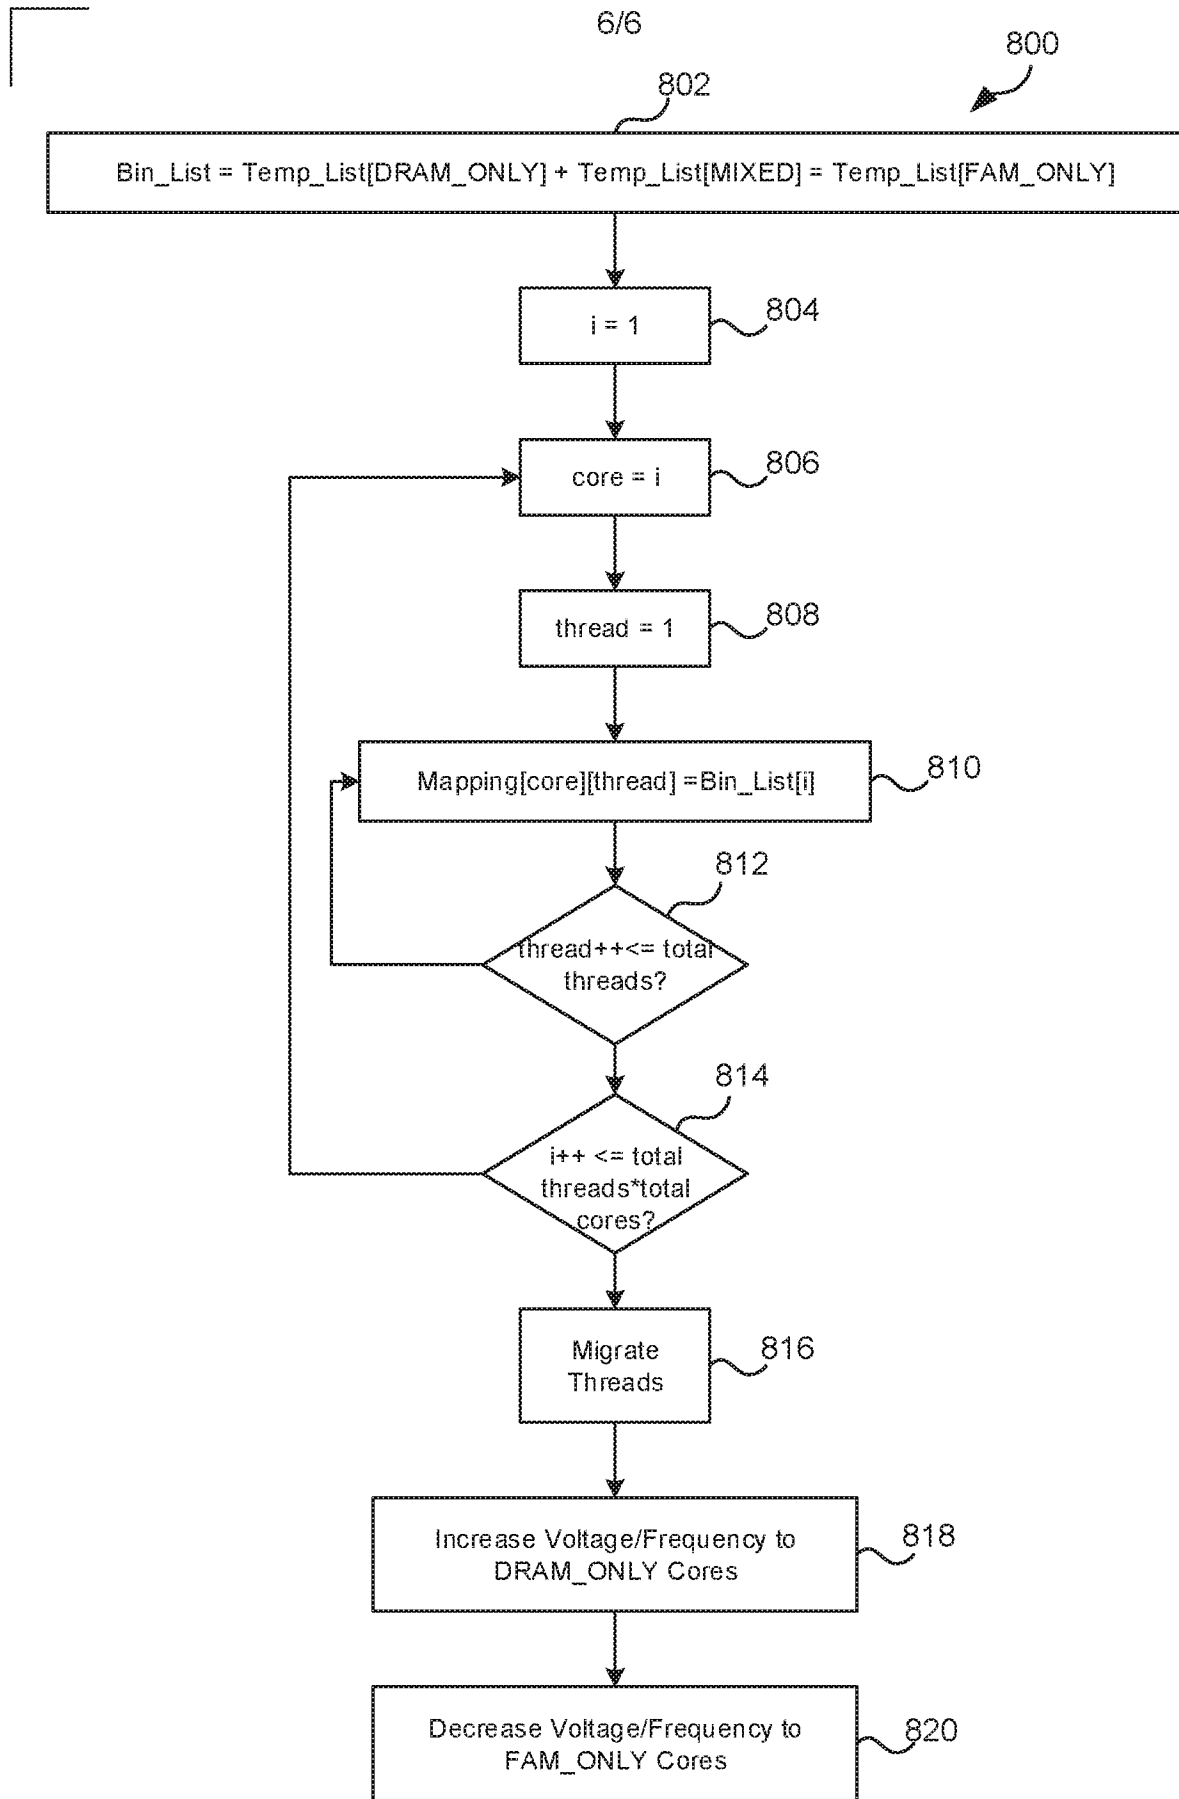 6/6
800
802
Bin_List = Temp_List[DRAM_ONLY] + Temp_List[MIXED] = Temp_List[FAM_ONLY]
i = 1
804
core = i
806
thread = 1
808
Mapping[core][thread] =Bin_List[i]
810
812
thread++<= total
threads?
814
i++ <= total
threads*total
cores?
Migrate
Threads
816
Increase Voltage/Frequency to
DRAM_ONLY Cores
818
Decrease Voltage/Frequency to
FAM_ONLY Cores
820